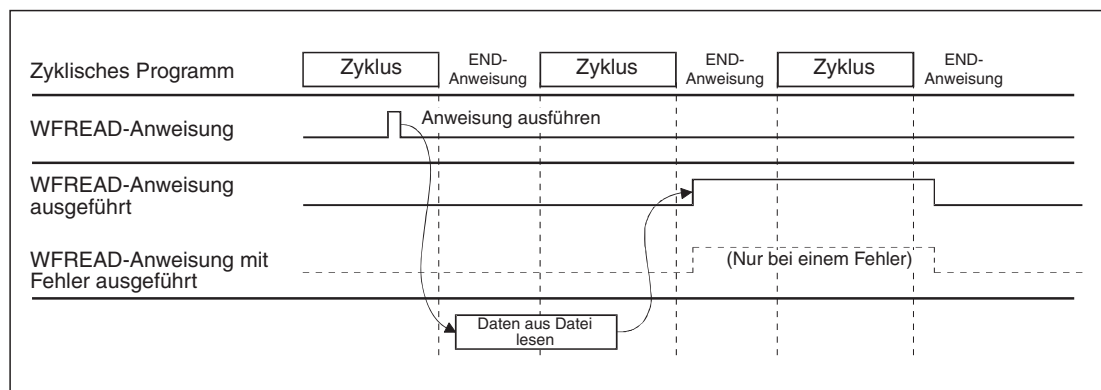 Zyklisches Programm
Zyklus
END-
Anweisung
Zyklus
END-
Anweisung
Zyklus
END-
Anweisung
WFREAD-Anweisung
Anweisung ausführen
WFREAD-Anweisung
ausgeführt
WFREAD-Anweisung mit
Fehler ausgeführt
(Nur bei einem Fehler)
Daten aus Datei
lesen